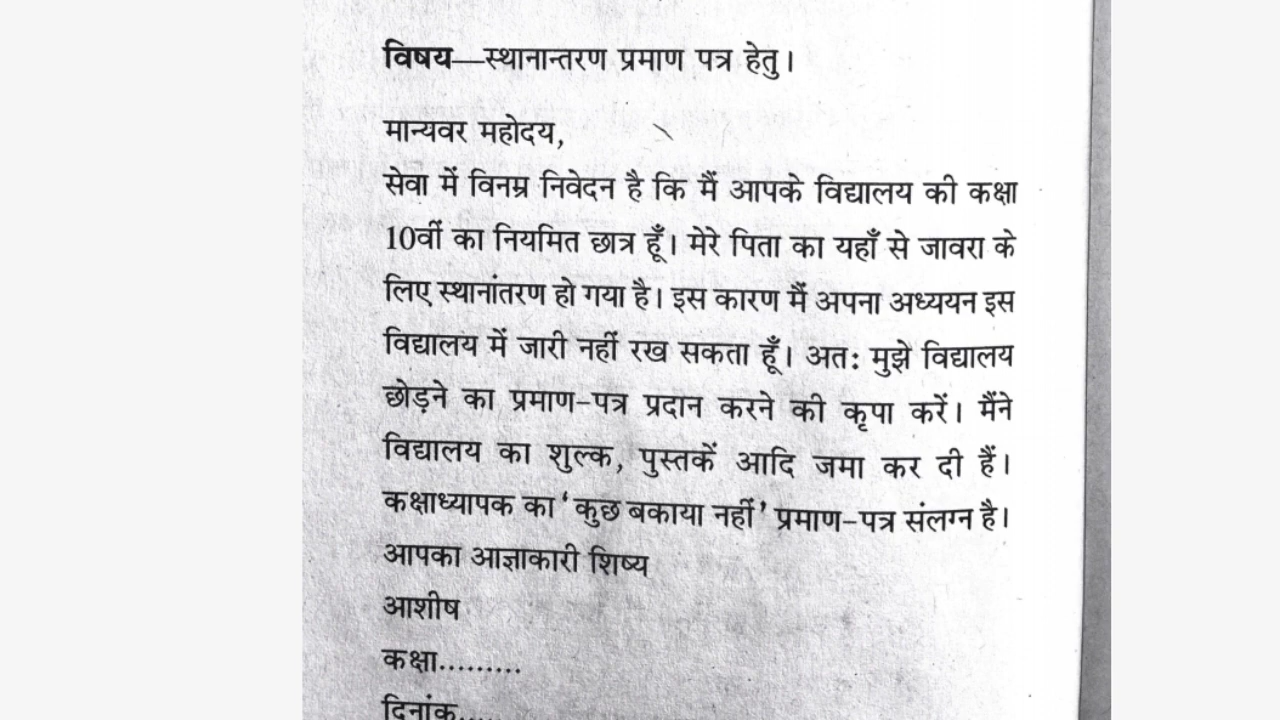 विषय—स्थानान्तरण प्रमाण पत्र हेतु।
मान्यवर महोदय,
सेवा में विनम्र निवेदन है कि मैं आपके विद्यालय की कक्षा
10वीं का नियमित छात्र हूँ। मेरे पिता का यहाँ से जावरा के
लिए स्थानांतरण हो गया है। इस कारण मैं अपना अध्ययन इस
विद्यालय में जारी नहीं रख सकता हूँ। अतः मुझे विद्यालय
छोड़ने का प्रमाण-पत्र प्रदान करने की कृपा करें। मैंने
विद्यालय का शुल्क, पुस्तकें आदि जमा कर दी हैं।
कक्षाध्यापक का ‘कुछ बकाया नहीं’ प्रमाण-पत्र संलग्न है।
आपका आज्ञाकारी शिष्य
आशीष
कक्षा.........
दिनांक....